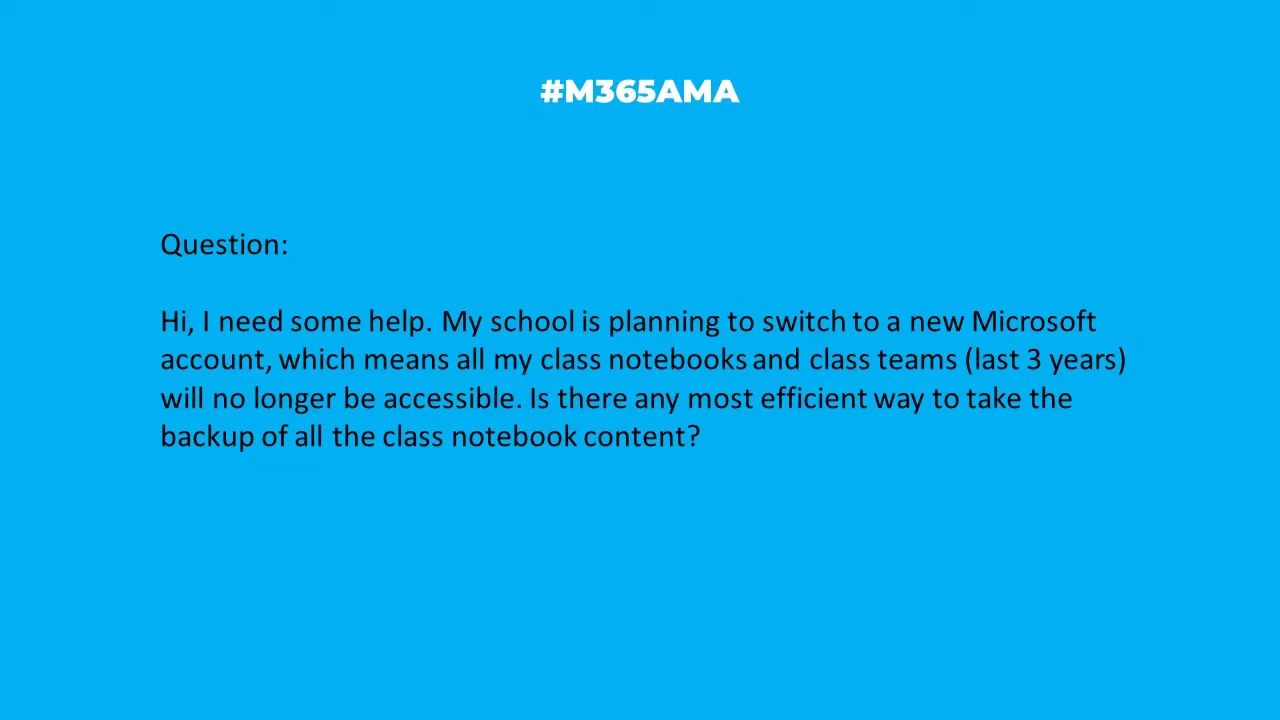 #M365AMA
Question:
Hi, I need some help. My school is planning to switch to a new Microsoft
account, which means all my class notebooks and class teams (last 3 years)
will no longer be accessible. Is there any most efficient way to take the
backup of all the class notebook content?